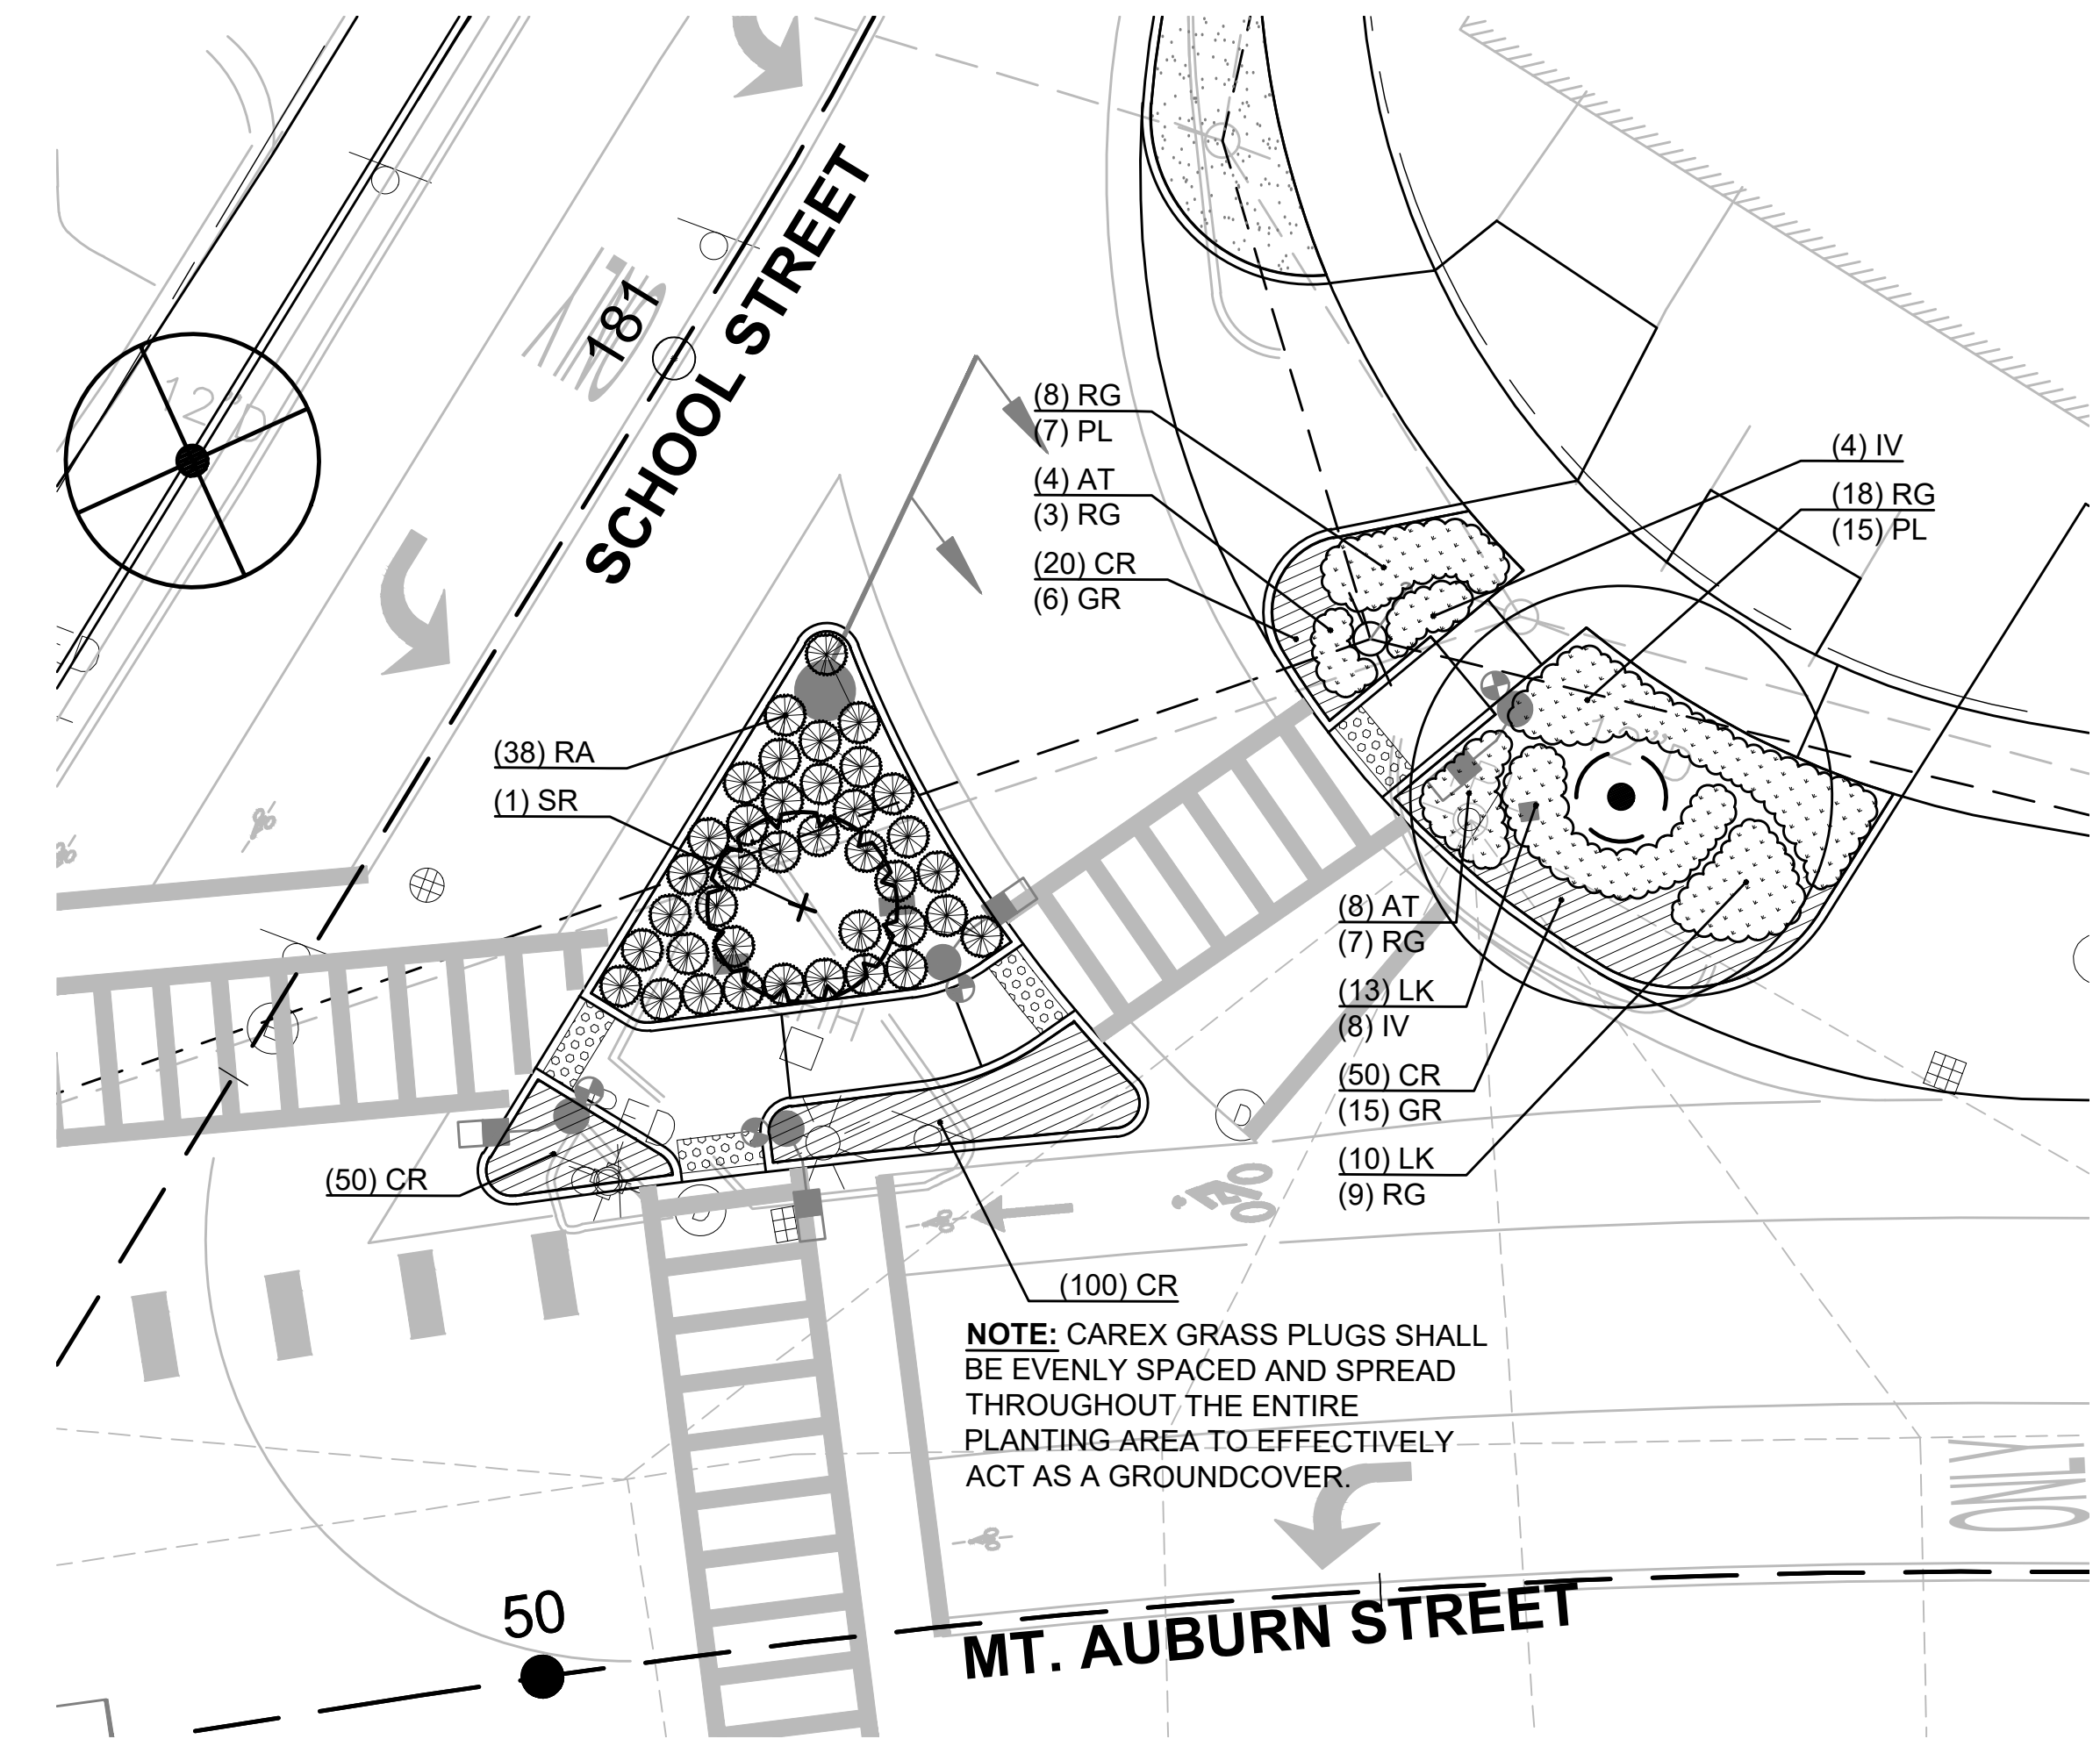 12"D
181
ONLY
SCHOOL STREET
(8) RG
(7) PL
(4) AT
(3) RG
(20) CR
(6) GR
(4) IV
(18) RG
(15) PL
(38) RA
(1) SR
12"D
(8) AT
(7) RG
(13) LK
(8) IV
(50) CR
(15) GR
(10) LK
(9) RG
(50) CR
(100) CR
NOTE: CAREX GRASS PLUGS SHALL
BE EVENLY SPACED AND SPREAD
THROUGHOUT THE ENTIRE
PLANTING AREA TO EFFECTIVELY
ACT AS A GROUNDCOVER.
ONLY
50
MT. AUBURN STREET